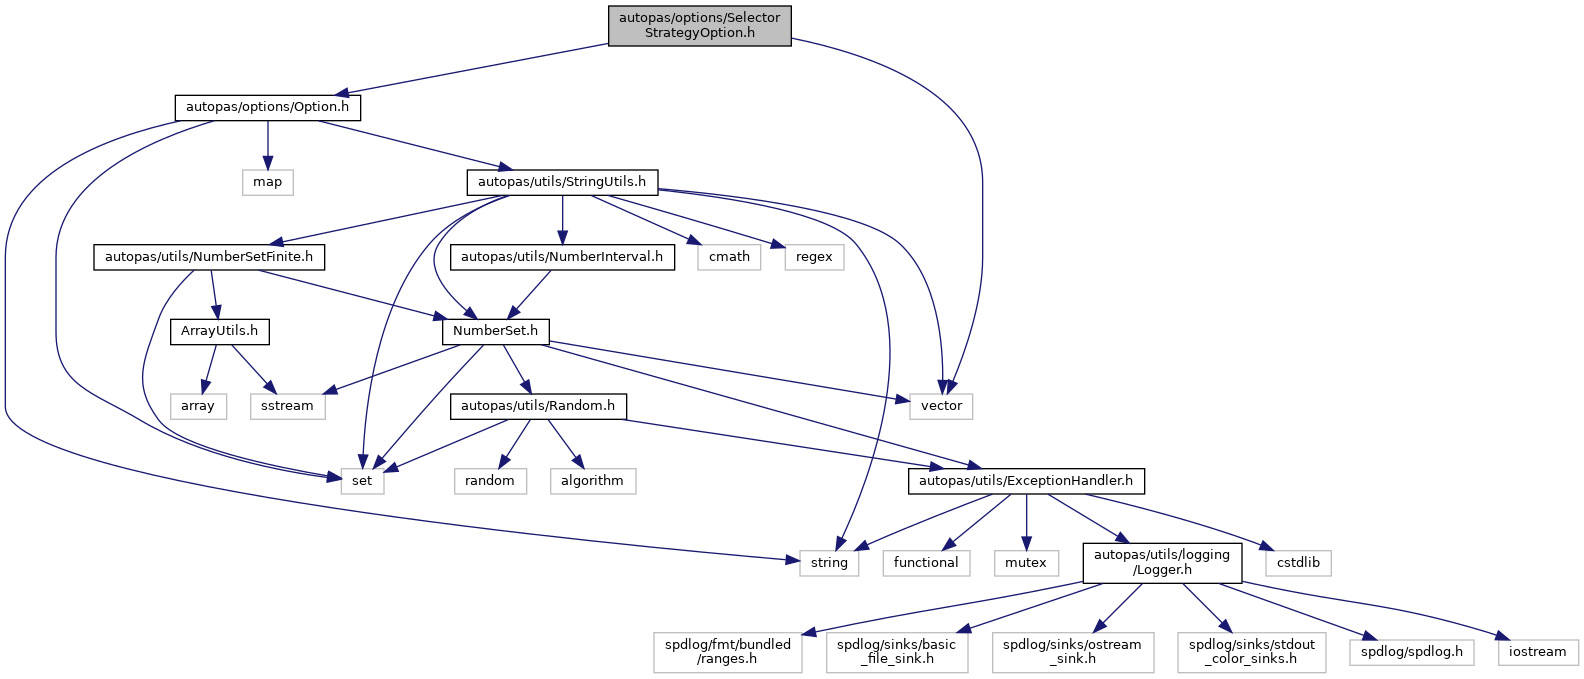 autopas/options/Selector
StrategyOption.h
autopas/options/Option.h
map
autopas/utils/StringUtils.h
autopas/utils/NumberSetFinite.h
autopas/utils/NumberInterval.h
cmath
regex
ArrayUtils.h
NumberSet.h
array
sstream
autopas/utils/Random.h
vector
set
random
algorithm
autopas/utils/ExceptionHandler.h
string
functional
mutex
autopas/utils/logging
/Logger.h
cstdlib
spdlog/fmt/bundled
/ranges.h
spdlog/sinks/basic
_file_sink.h
spdlog/sinks/ostream
_sink.h
spdlog/sinks/stdout
_color_sinks.h
spdlog/spdlog.h
iostream